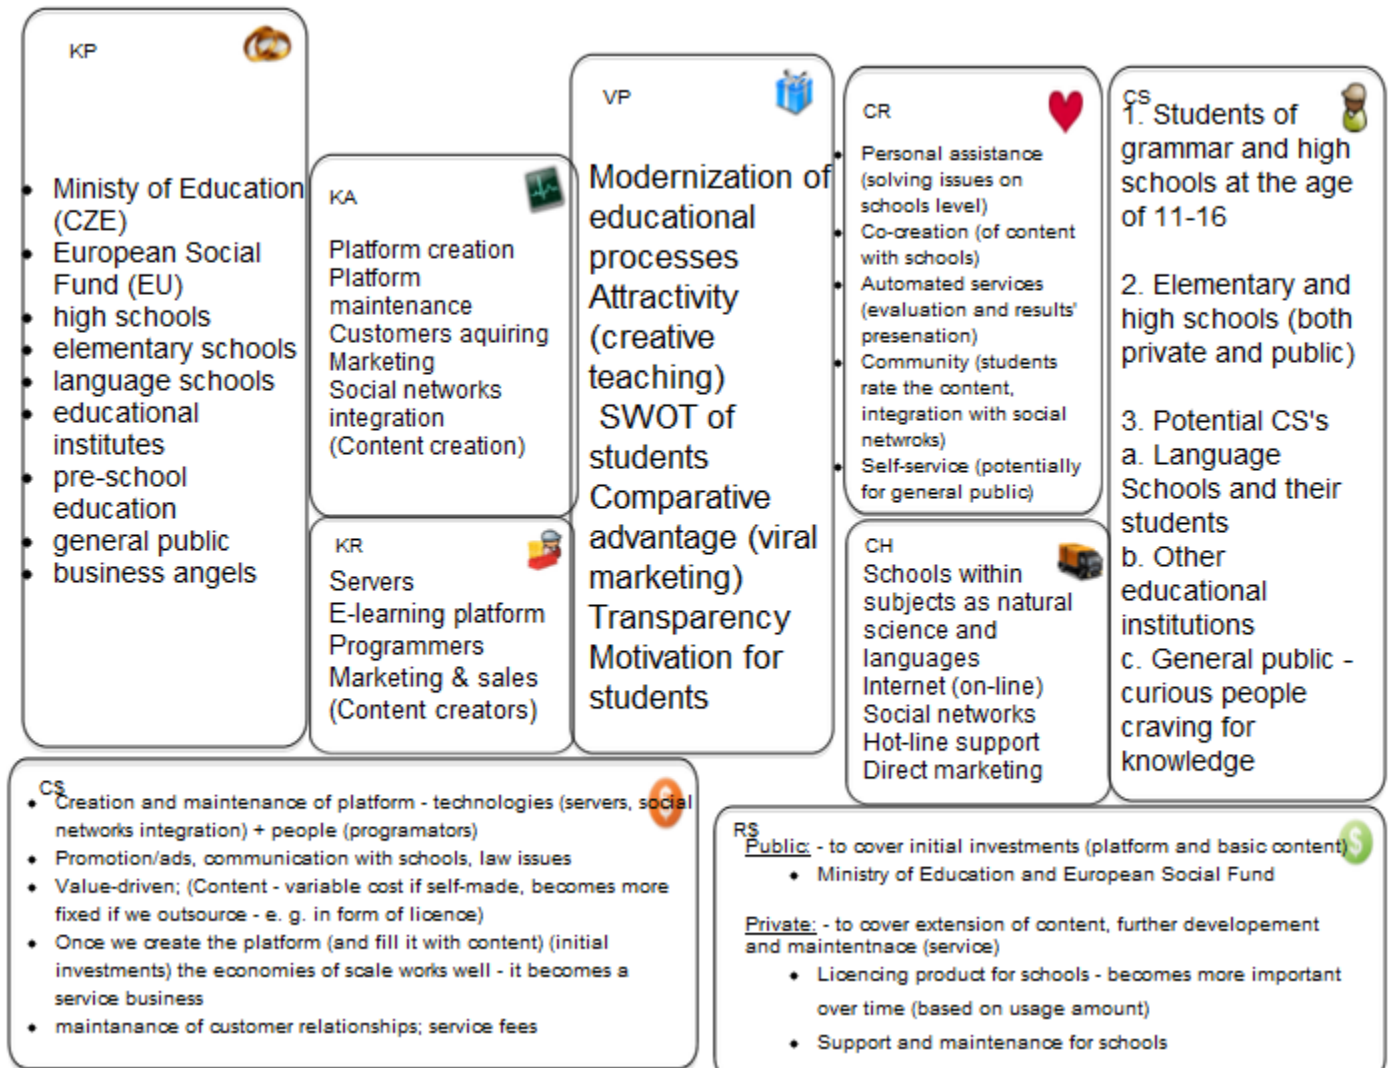 KP
Ministy of Education
(CZE)
European Social
Fund (EU)
high schools
elementary schools
language schools
educational
institutes
pre-school
education
general public
business angels
KA
Platform creation
Platform
maintenance
Customers aquiring
Marketing
Social networks
integration
(Content creation)
KR
Servers
E-learning platform
Programmers
Marketing & sales
(Content creators)
VP
Modernization of
educational
processes
Attractivity
(creative
teaching)
SWOT of
students
Comparative
advantage (viral
marketing)
Transparency
Motivation for
students
CR
Personal assistance
(solving issues on
schools level)
Co-creation (of content
with schools)
Automated services
(evaluation and results'
presenation)
Community (students
rate the content,
integration with social
netwroks)
Self-service (potentially
for general public)
CH
Schools within
subjects as natural
science and
languages
Internet (on-line)
Social networks
Hot-line support
Direct marketing
CS
1. Students of
grammar and high
schools at the age
of 11-16
2. Elementary and
high schools (both
private and public)
3. Potential CS's
a. Language
Schools and their
students
b. Other
educational
institutions
c. General public -
curious people
craving for
knowledge
C$
Creation and maintenance of platform - technologies (servers, social
networks integration) + people (programators)
Promotion/ads, communication with schools, law issues
Value-driven; (Content - variable cost if self-made, becomes more
fixed if we outsource - e. g. in form of licence)
Once we create the platform (and fill it with content) (initial
investments) the economies of scale works well - it becomes a
service business
maintanance of customer relationships; service fees
R$
Public: - to cover initial investments (platform and basic content)
Ministry of Education and European Social Fund
Private: - to cover extension of content, further developement
and maintentnace (service)
Licencing product for schools - becomes more important
over time (based on usage amount)
Support and maintenance for schools